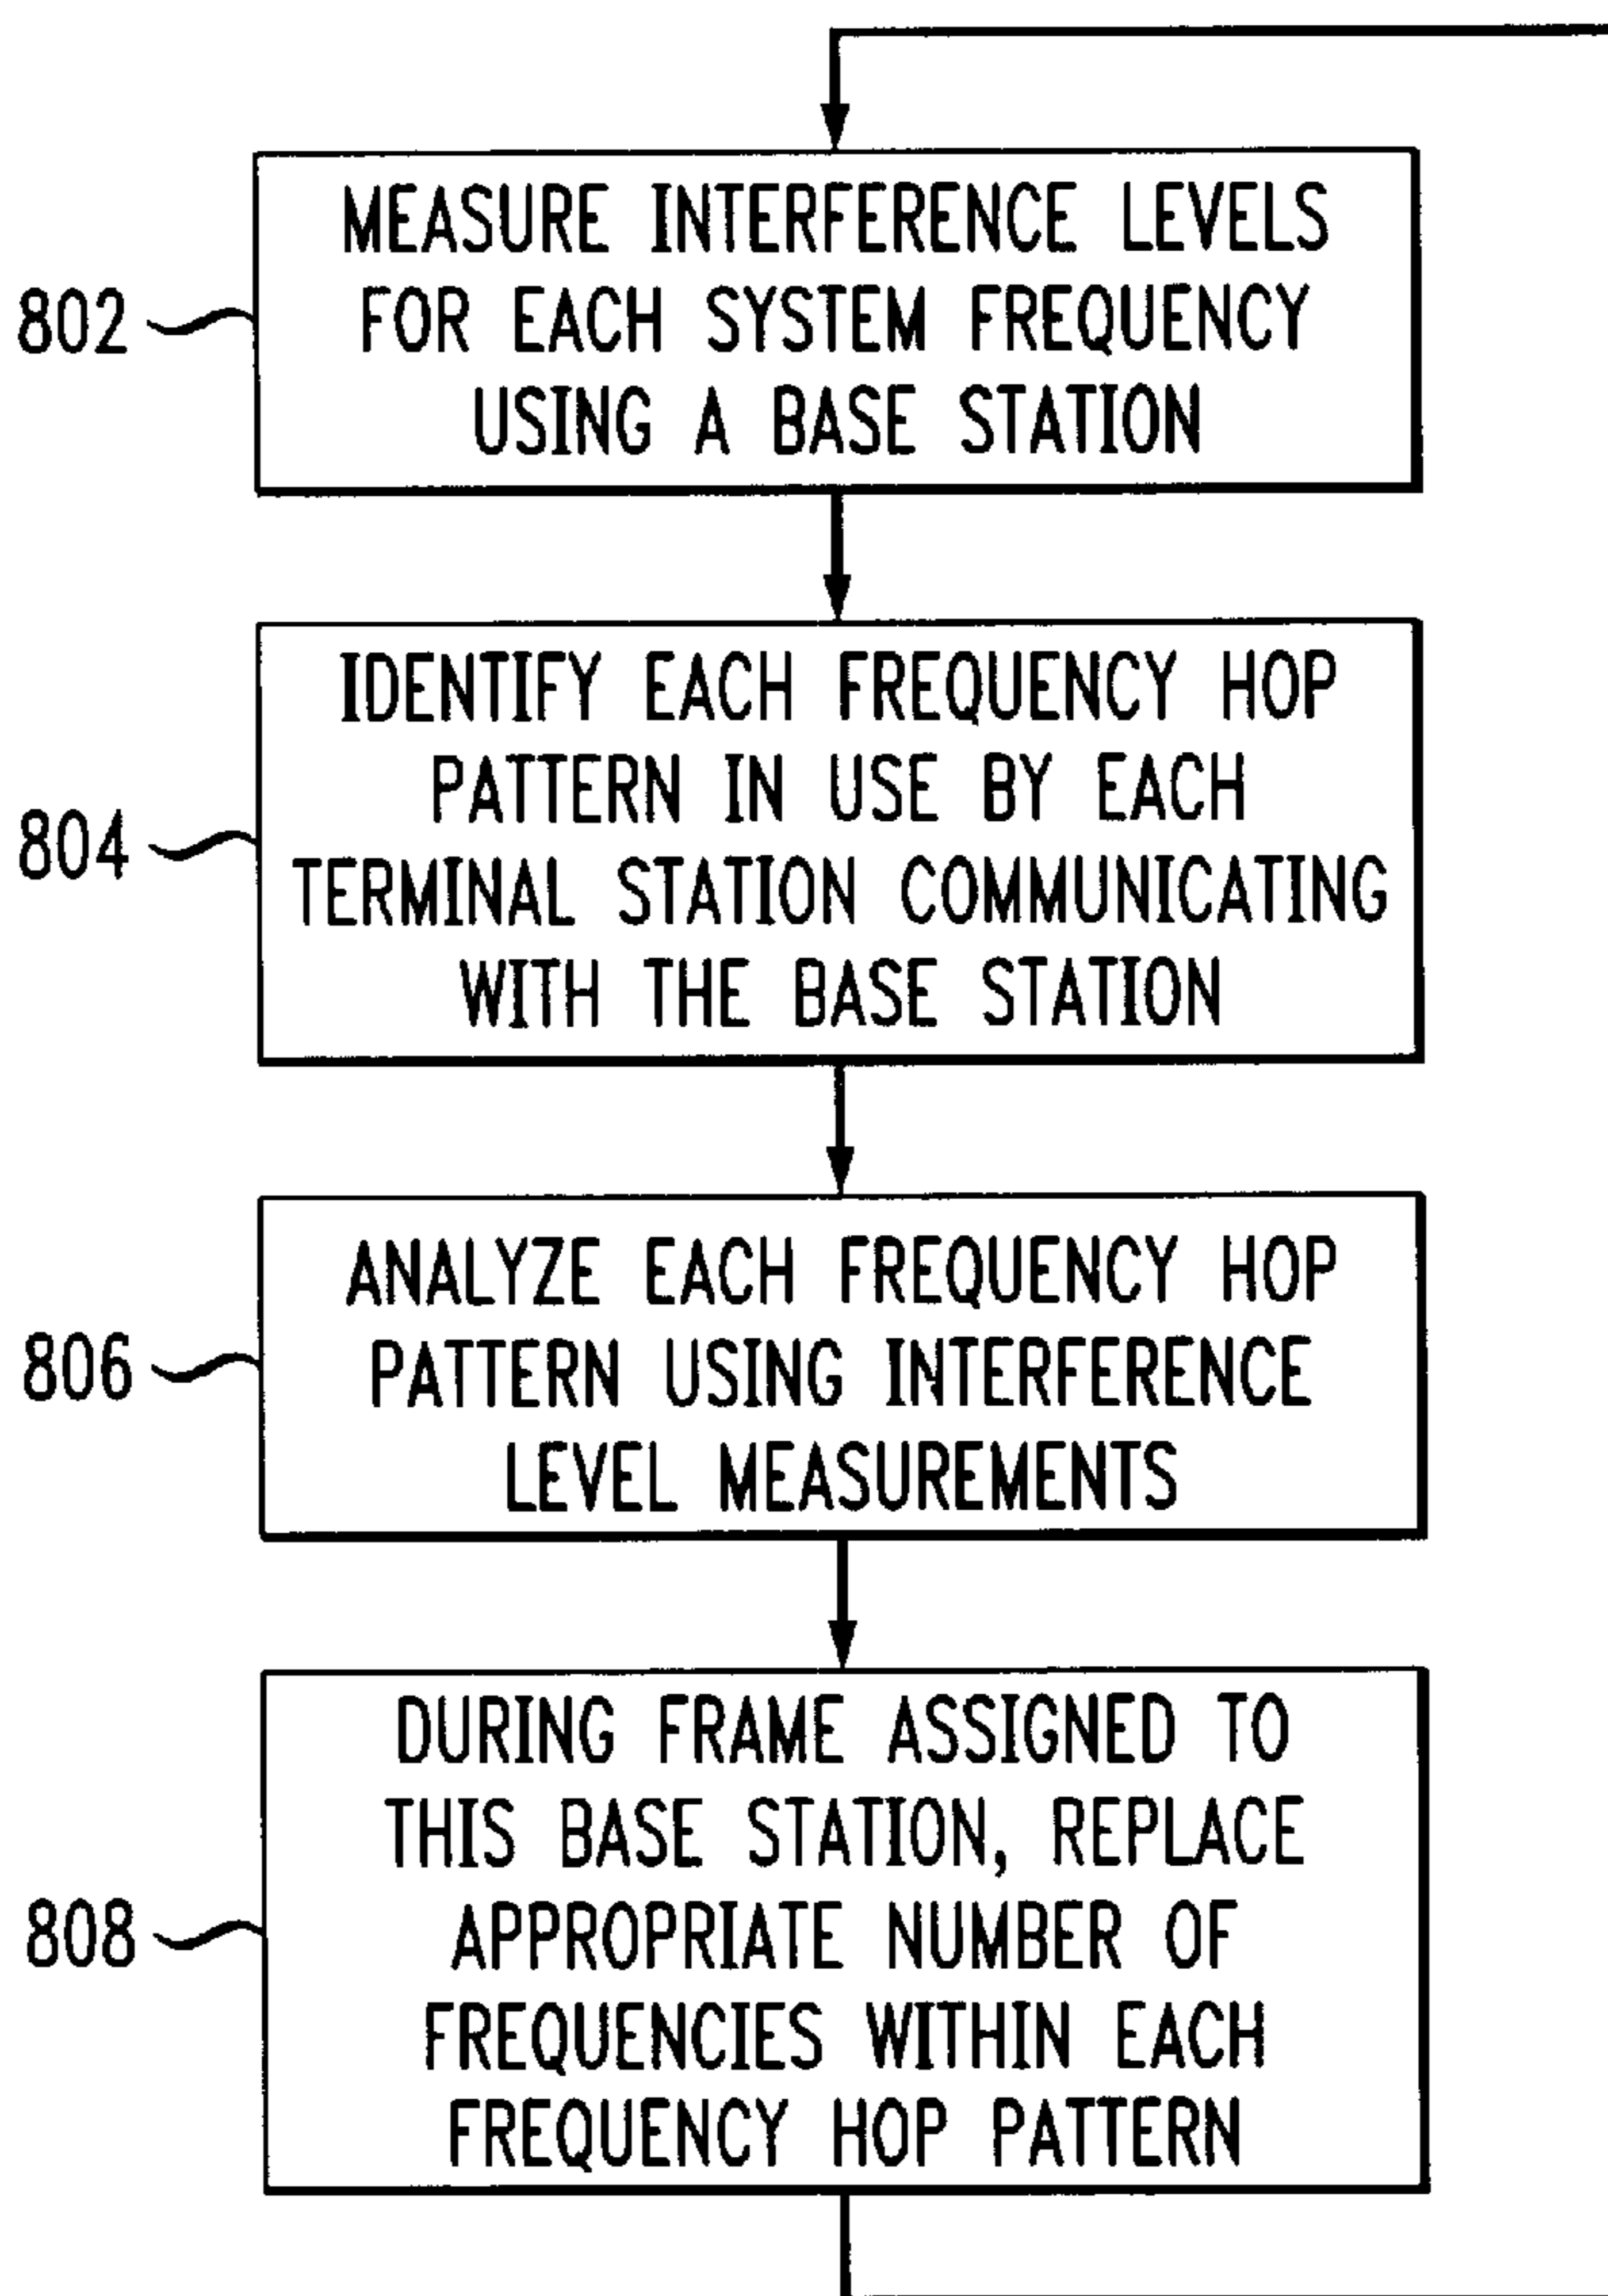 MEASURE INTERFERENCE LEVELS
FOR EACH SYSTEM FREQUENCY
USING A BASE STATION
802
IDENTIFY EACH FREQUENCY HOP
PATTERN IN USE BY EACH
TERMINAL STATION COMMUNICATING
WITH THE BASE STATION
804
ANALYZE EACH FREQUENCY HOP
PATTERN USING INTERFERENCE
LEVEL MEASUREMENTS
806
DURING FRAME ASSIGNED TO
THIS BASE STATION, REPLACE
APPROPRIATE NUMBER OF
FREQUENCIES WITHIN EACH
FREQUENCY HOP PATTERN
808